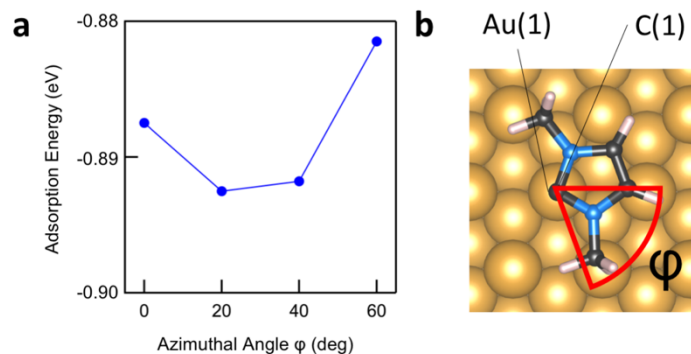 a
-0.88
-0.89
-0.90
Adsorption Energy (eV)
0 20 40 60
Azimuthal Angle φ (deg)
b
Au(1) C(1)
φ